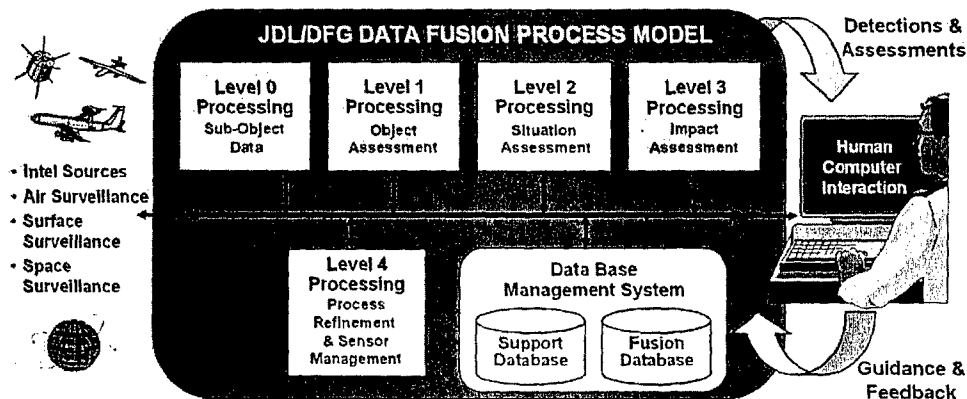 JDL/DFG DATA FUSION PROCESS MODEL
Detections &
Assessments
Level 0
Processing
Sub-Object
Data
Level 1
Processing
Object
Assessment
Level 2
Processing
Situation
Assessment
Level 3
Processing
Impact
Assessment
Human
Computer
Interaction
• Intel Sources
• Air Surveillance
• Surface
Surveillance
• Space
Surveillance
Level 4
Processing
Process
Refinement
& Sensor
Management
Data Base
Management System
Support
Database
Fusion
Database
Guidance &
Feedback